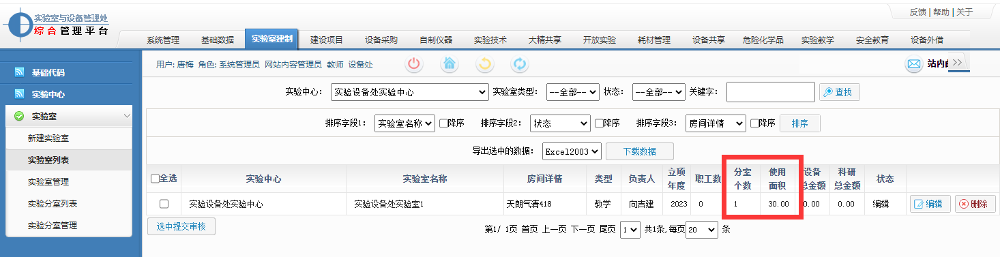 反馈 | 帮助 | 关于
实验室与设备管理处
综合管理平台
系统管理 基础数据 实验室建制 建设项目 设备采购 自制仪器 实验技术 大精共享 开放实验 耗材管理 设备共享 危险化学品 实验教学 安全教育 设备外借
用户: 唐梅 角色: 系统管理员 网站内容管理员 教师 设备处
站内 >>
基础代码
实验中心
实验室
新建实验室
实验室列表
实验室管理
实验分室列表
实验分室管理
实验中心: 实验设备处实验中心 实验室类型: --全部-- 状态: --全部-- 关键字: 查找
排序字段1: 实验室名称 降序 排序字段2: 状态 降序 排序字段3: 房间详情 降序 排序
导出选中的数据: Excel2003 下载数据
全选 实验中心 实验室名称 房间详情 类型 负责人 立项年度 职工数 分室个数 使用面积 设备总金额 科研总金额 状态
实验设备处实验中心 实验设备处实验室1 天朗气清418 教学 向吉建 2023 0 1 30.00 0.00 0.00 编辑 编辑 删除
选中提交审核
第1/ 1页 首页 上一页 下一页 尾页 1 共1条,每页 20 条